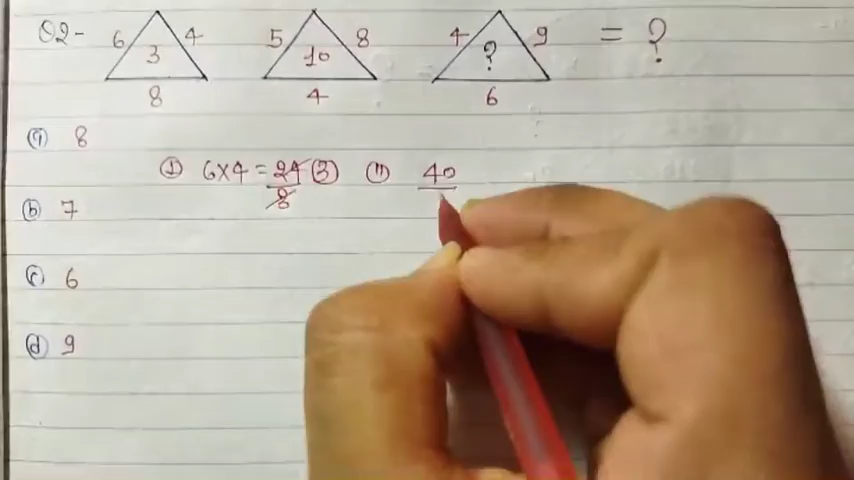 Q2- 6 3 4 8 5 10 8 4 4 ? 9 6 = ?
(a) 8
(I) 6×4 = 24 (3) (II) 40
8
(b) 7
(c) 6
(d) 9